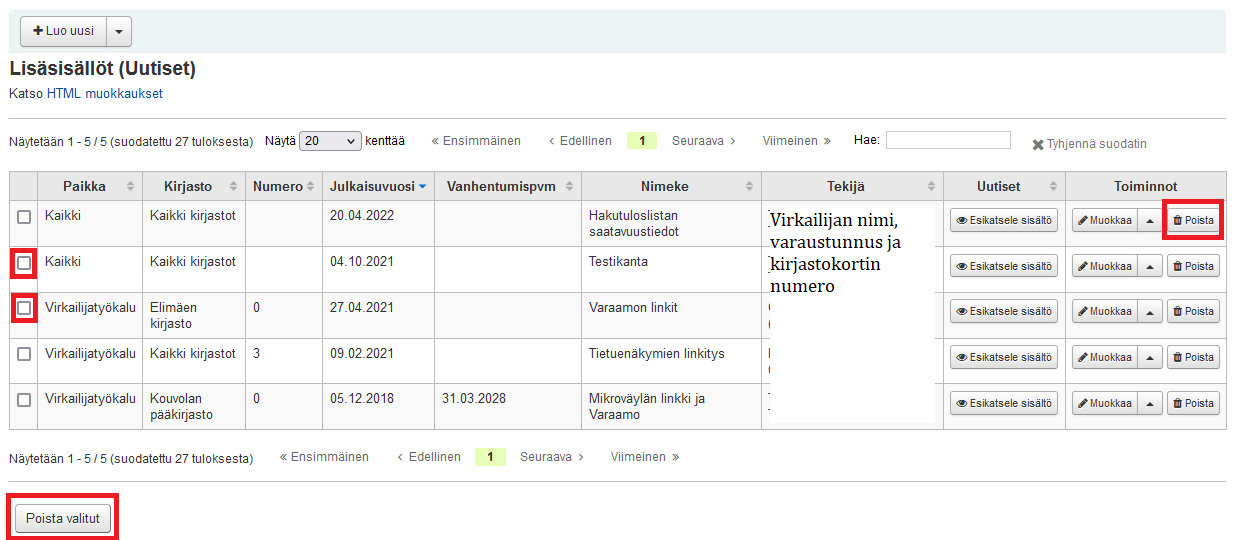 Luo uusi
Lisäsisällöt (Uutiset)
Katso HTML muokkaukset
Näytetään 1 - 5 / 5 (suodatettu 27 tuloksesta) Näytä 20 kenttää « Ensimmäinen ‹ Edellinen 1 Seuraava › Viimeinen » Hae: Tyhjennä suodatin
Paikka Kirjasto Numero Julkaisuvuosi Vanhentumispvm Nimeke Tekijä Uutiset Toiminnot
Kaikki Kaikki kirjastot 20.04.2022 Hakutuloslistan Esikatsele sisältö Muokkaa Poista
saatavuustiedot
Virkailijan nimi,
varaustunnus ja
kirjastokortin
numero
Kaikki Kaikki kirjastot 04.10.2021 Testikanta Esikatsele sisältö Muokkaa Poista
Virkailijatyökalu Elimäen 0 27.04.2021 Varaamon linkit Esikatsele sisältö Muokkaa Poista
kirjasto
Virkailijatyökalu Kaikki kirjastot 3 09.02.2021 Tietuenäkymien linkitys Esikatsele sisältö Muokkaa Poista
Virkailijatyökalu Kouvolan 0 05.12.2018 31.03.2028 Mikroväylän linkki ja Esikatsele sisältö Muokkaa Poista
pääkirjasto Varaamo
Näytetään 1 - 5 / 5 (suodatettu 27 tuloksesta) « Ensimmäinen ‹ Edellinen 1 Seuraava › Viimeinen »
Poista valitut